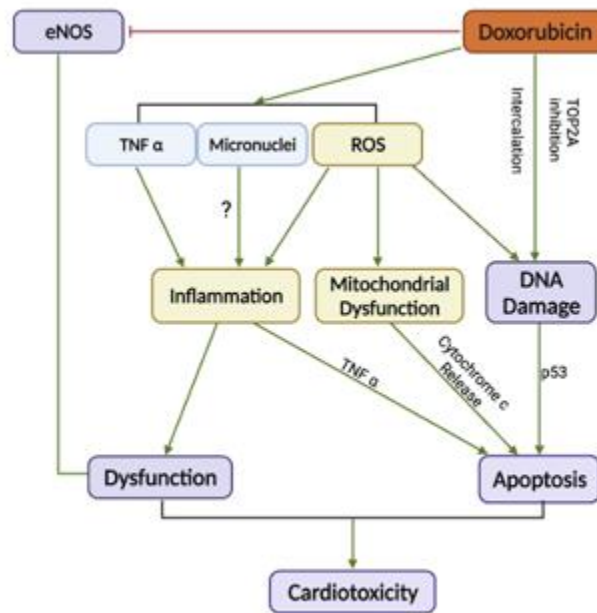 eNOS
Doxorubicin
TOP2A
inhibition
Intercalation
TNF α
Micronuclei
ROS
?
Inflammation
Mitochondrial
Dysfunction
DNA
Damage
TNF α
Cytochrome c
Release
p53
Dysfunction
Apoptosis
Cardiotoxicity